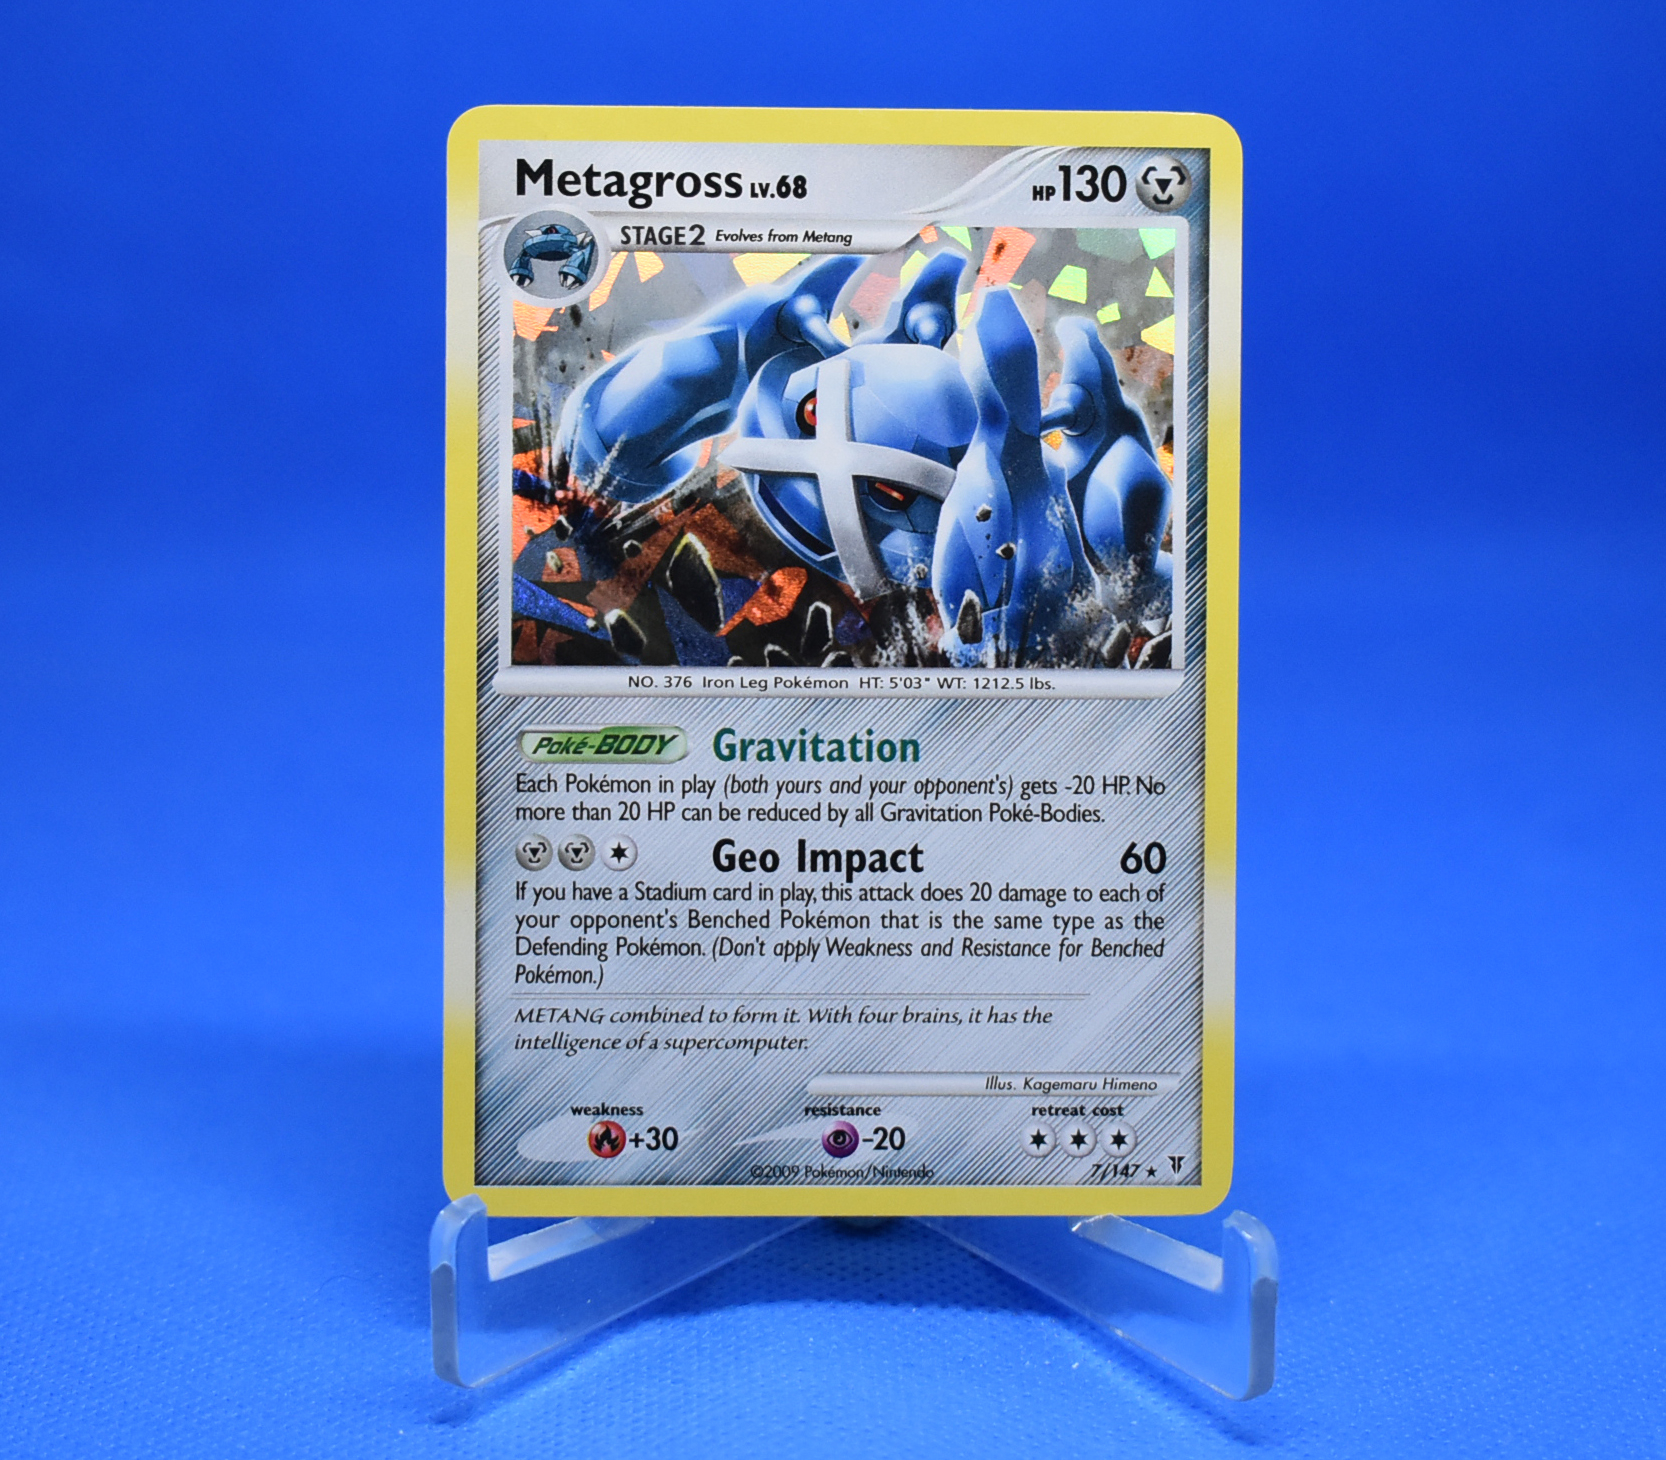 Metagross LV.68 HP 130
STAGE2 Evolves from Metang
NO. 376 Iron Leg Pokémon HT: 5'03" WT: 1212.5 lbs.
Poké-BODY Gravitation
Each Pokémon in play (both yours and your opponent's) gets -20 HP. No
more than 20 HP can be reduced by all Gravitation Poké-Bodies.
Geo Impact 60
If you have a Stadium card in play, this attack does 20 damage to each of
your opponent's Benched Pokémon that is the same type as the
Defending Pokémon. (Don't apply Weakness and Resistance for Benched
Pokémon.)
METANG combined to form it. With four brains, it has the
intelligence of a supercomputer.
Illus. Kagemaru Himeno
weakness resistance retreat cost
+30 -20
©2009 Pokémon/Nintendo 7/147